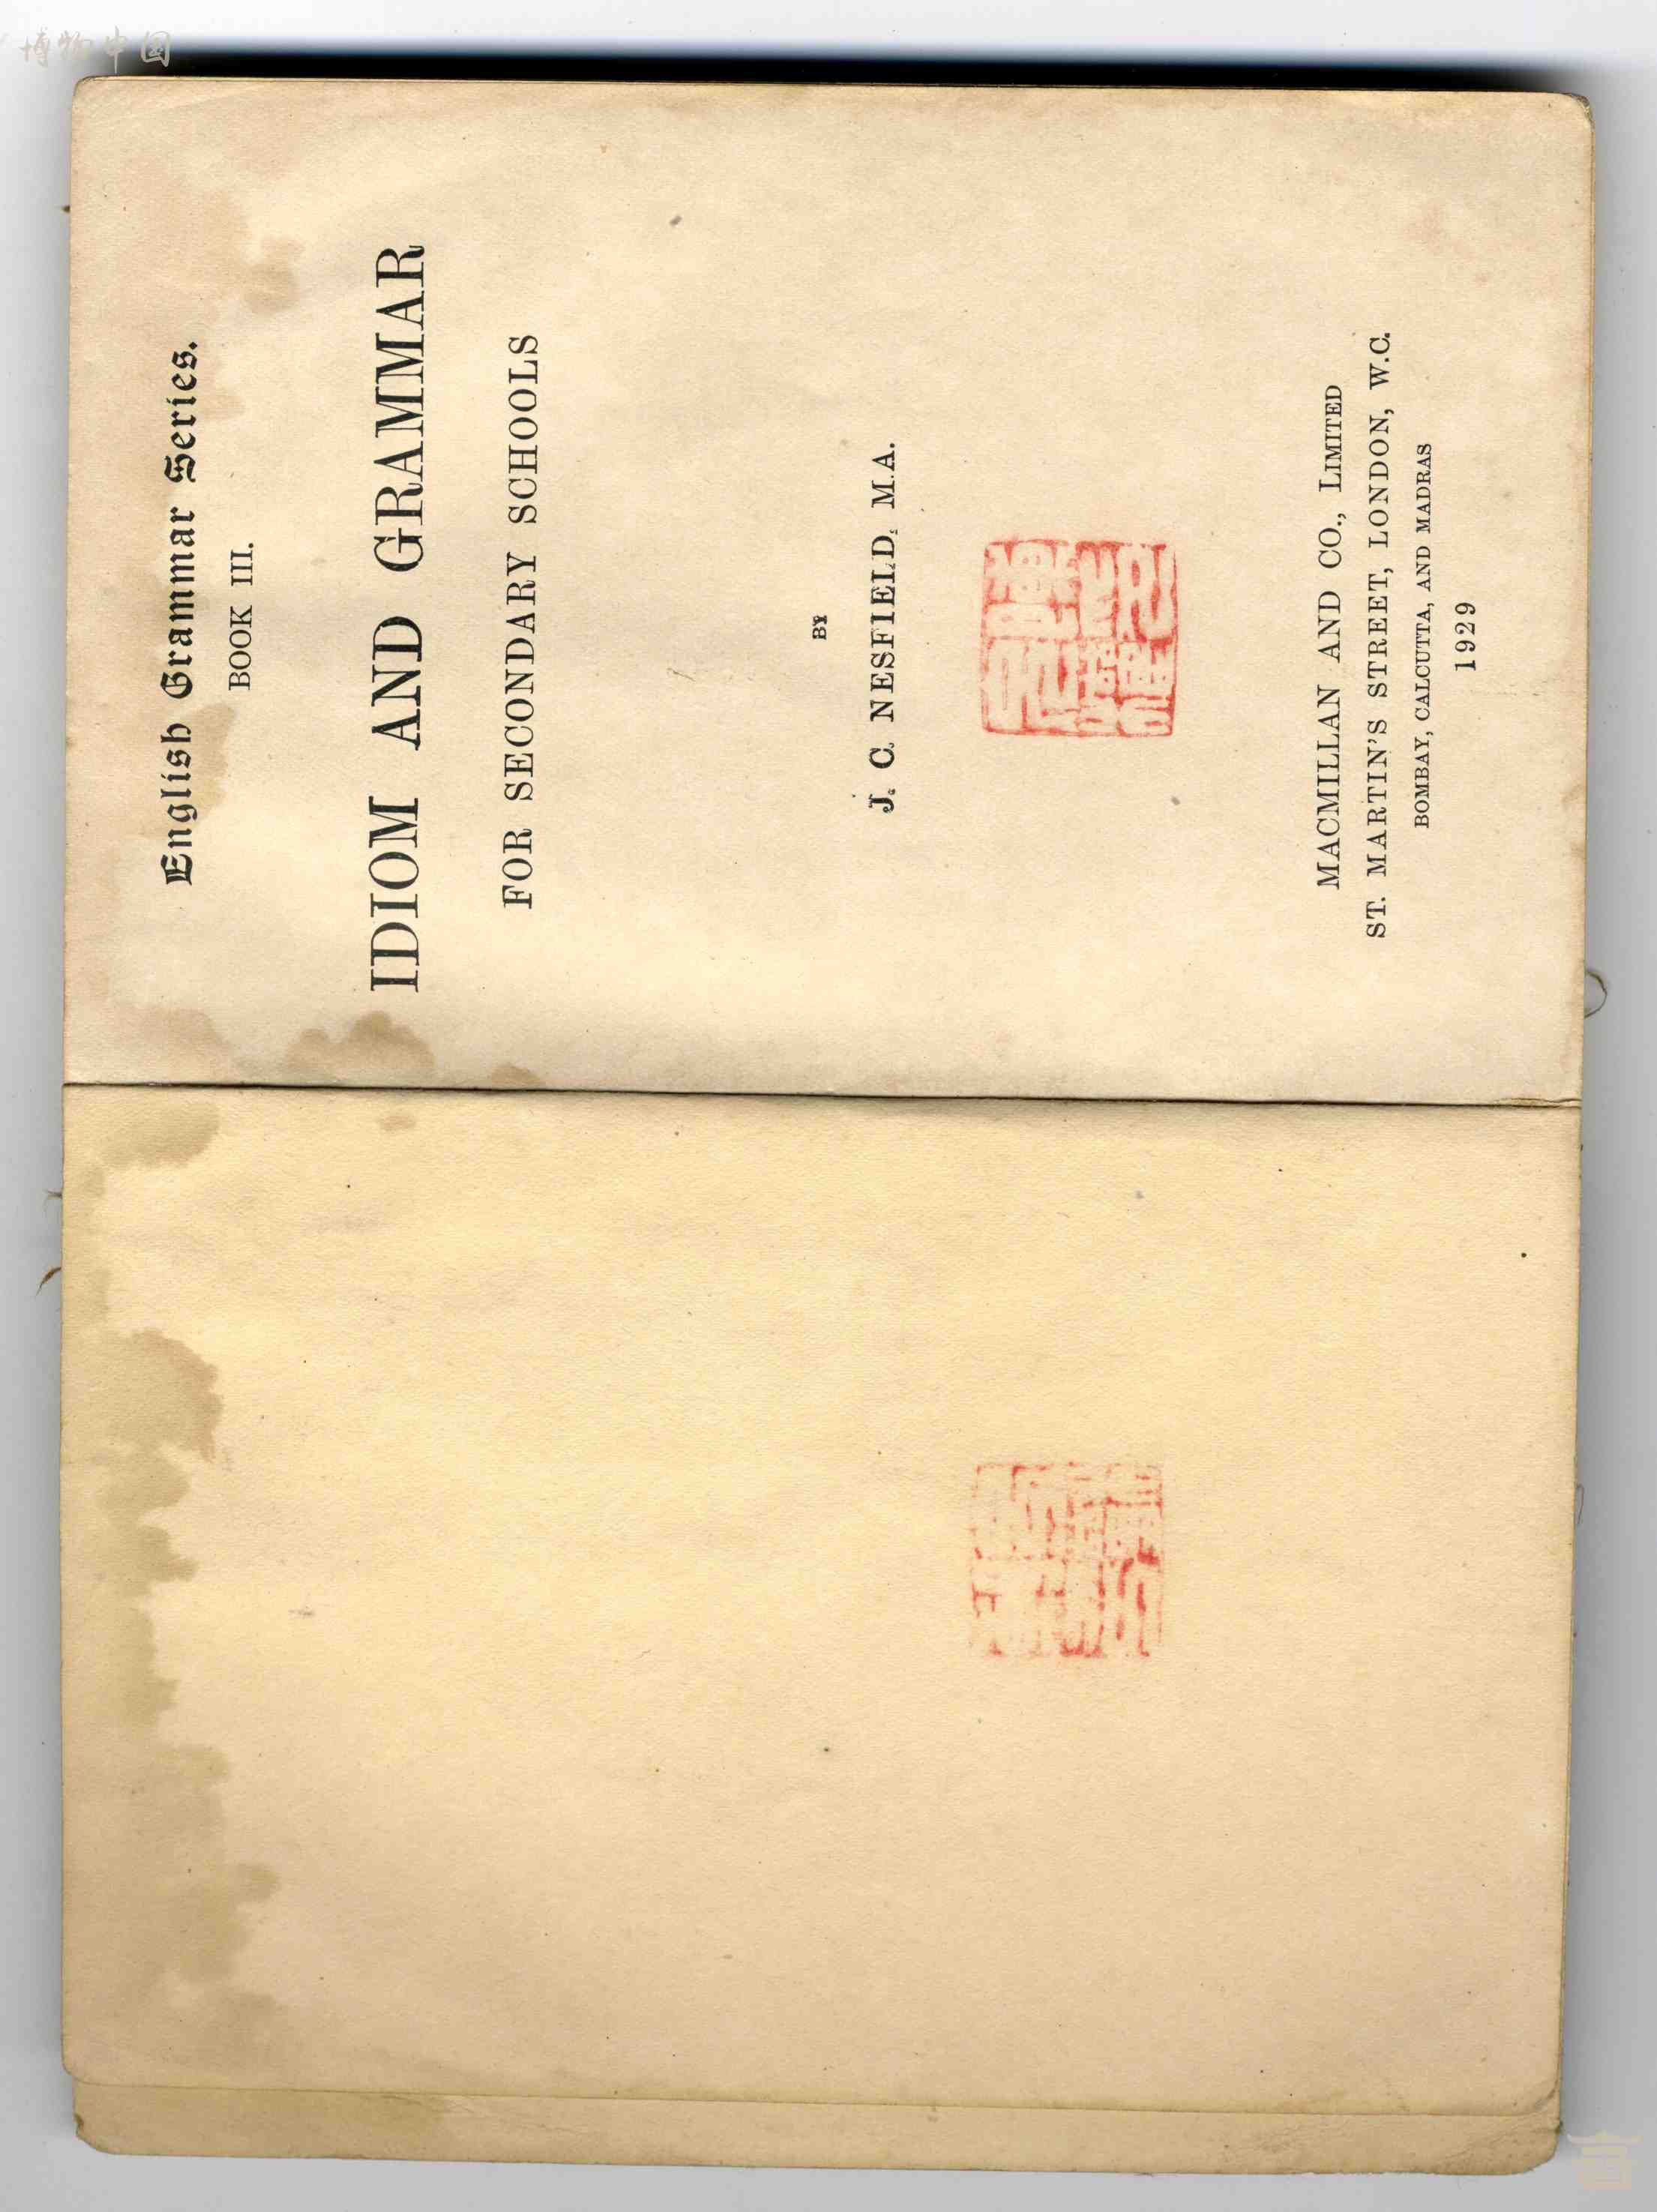 博物中国
English Grammar Series.
BOOK III.
IDIOM AND GRAMMAR
FOR SECONDARY SCHOOLS
BY
J. C. NESFIELD, M.A.
MACMILLAN AND CO., LIMITED
ST. MARTIN'S STREET, LONDON, W.C.
BOMBAY, CALCUTTA, AND MADRAS
1929